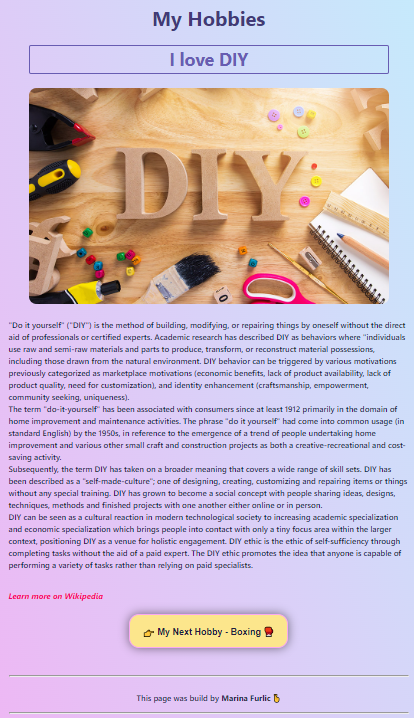 My Hobbies
I love DIY
DIY
"Do it yourself" ("DIY") is the method of building, modifying, or repairing things by oneself without the direct
aid of professionals or certified experts. Academic research has described DIY as behaviors where "individuals
use raw and semi-raw materials and parts to produce, transform, or reconstruct material possessions,
including those drawn from the natural environment. DIY behavior can be triggered by various motivations
previously categorized as marketplace motivations (economic benefits, lack of product availability, lack of
product quality, need for customization), and identity enhancement (craftsmanship, empowerment,
community seeking, uniqueness).
The term "do-it-yourself" has been associated with consumers since at least 1912 primarily in the domain of
home improvement and maintenance activities. The phrase "do it yourself" had come into common usage (in
standard English) by the 1950s, in reference to the emergence of a trend of people undertaking home
improvement and various other small craft and construction projects as both a creative-recreational and cost-
saving activity.
Subsequently, the term DIY has taken on a broader meaning that covers a wide range of skill sets. DIY has
been described as a "self-made-culture"; one of designing, creating, customizing and repairing items or things
without any special training. DIY has grown to become a social concept with people sharing ideas, designs,
techniques, methods and finished projects with one another either online or in person.
DIY can be seen as a cultural reaction in modern technological society to increasing academic specialization
and economic specialization which brings people into contact with only a tiny focus area within the larger
context, positioning DIY as a venue for holistic engagement. DIY ethic is the ethic of self-sufficiency through
completing tasks without the aid of a paid expert. The DIY ethic promotes the idea that anyone is capable of
performing a variety of tasks rather than relying on paid specialists.
Learn more on Wikipedia
👉 My Next Hobby - Boxing 🥊
This page was build by Marina Furlic ✌